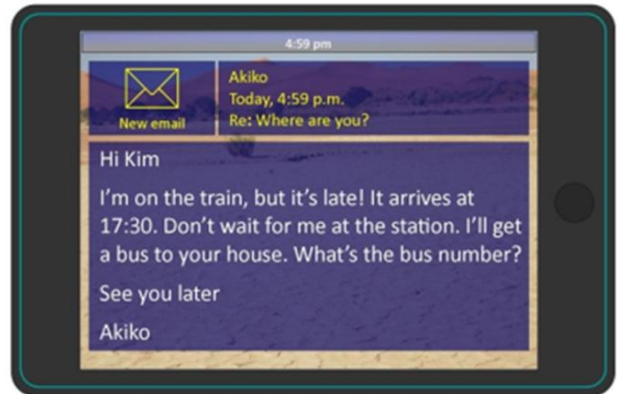 4:59 pm
New email
Akiko
Today, 4:59 p.m.
Re: Where are you?
Hi Kim
I'm on the train, but it's late! It arrives at
17:30. Don't wait for me at the station. I'll get
a bus to your house. What's the bus number?
See you later
Akiko